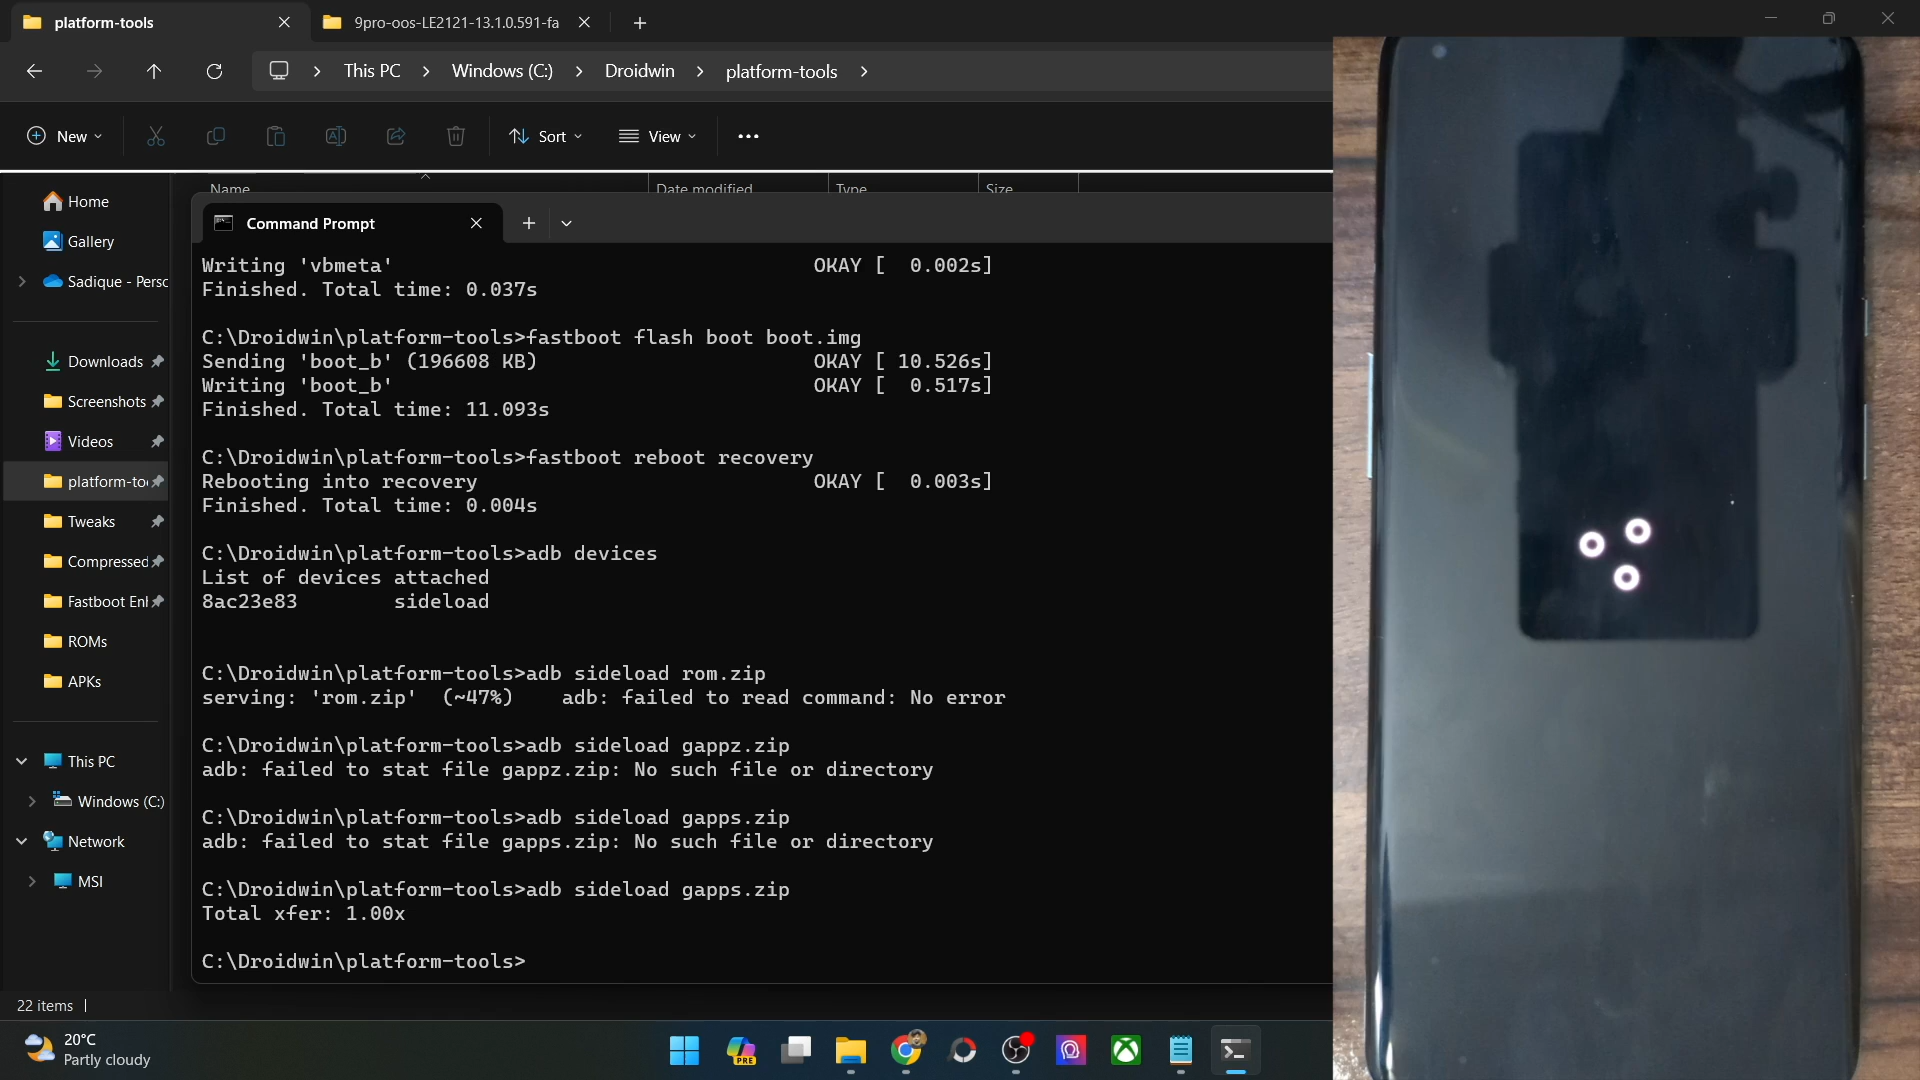 platform-tools
9pro-oos-LE2121-13.1.0.591-fa
This PC
Windows (C:)
Droidwin
platform-tools
New
Sort
View
Name
Date modified
Type
Size
Home
Gallery
Sadique - Perso
Downloads
Screenshots
Videos
platform-too
Tweaks
Compressed
Fastboot Enh
ROMs
APKs
This PC
Windows (C:)
Network
MSI
Command Prompt
Writing 'vbmeta' OKAY [ 0.002s]
Finished. Total time: 0.037s
C:\Droidwin\platform-tools>fastboot flash boot boot.img
Sending 'boot_b' (196608 KB) OKAY [ 10.526s]
Writing 'boot_b' OKAY [ 0.517s]
Finished. Total time: 11.093s
C:\Droidwin\platform-tools>fastboot reboot recovery
Rebooting into recovery OKAY [ 0.003s]
Finished. Total time: 0.004s
C:\Droidwin\platform-tools>adb devices
List of devices attached
8ac23e83 sideload
C:\Droidwin\platform-tools>adb sideload rom.zip
serving: 'rom.zip' (~47%) adb: failed to read command: No error
C:\Droidwin\platform-tools>adb sideload gappz.zip
adb: failed to stat file gappz.zip: No such file or directory
C:\Droidwin\platform-tools>adb sideload gapps.zip
adb: failed to stat file gapps.zip: No such file or directory
C:\Droidwin\platform-tools>adb sideload gapps.zip
Total xfer: 1.00x
C:\Droidwin\platform-tools>
22 items
20°C
Partly cloudy
PRE